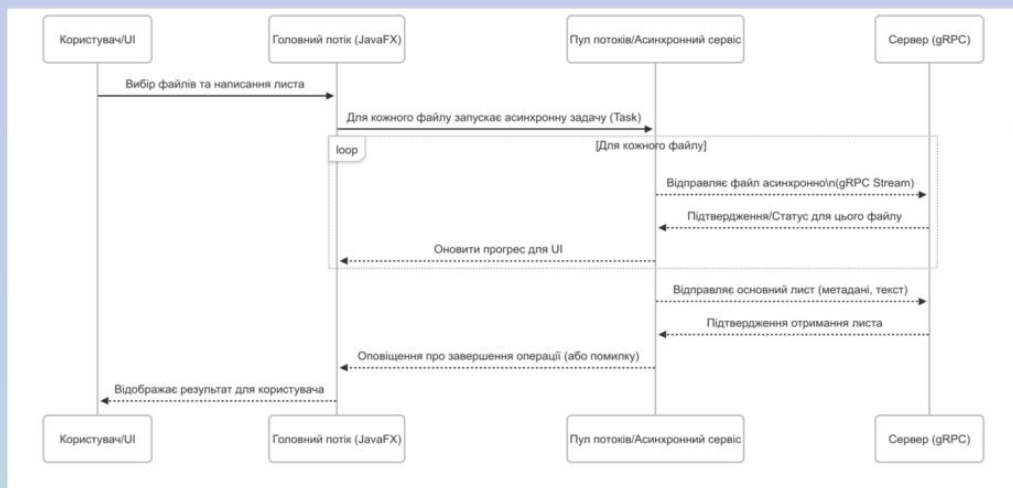 Користувач/UI
Головний потік (JavaFX)
Пул потоків/Асинхронний сервіс
Сервер (gRPC)
Вибір файлів та написання листа
Для кожного файлу запускає асинхронну задачу (Task)
loop
[Для кожного файлу]
Відправляє файл асинхронно\n(gRPC Stream)
Підтвердження/Статус для цього файлу
Оновити прогрес для UI
Відправляє основний лист (метадані, текст)
Підтвердження отримання листа
Оповіщення про завершення операції (або помилку)
Відображає результат для користувача
Користувач/UI
Головний потік (JavaFX)
Пул потоків/Асинхронний сервіс
Сервер (gRPC)